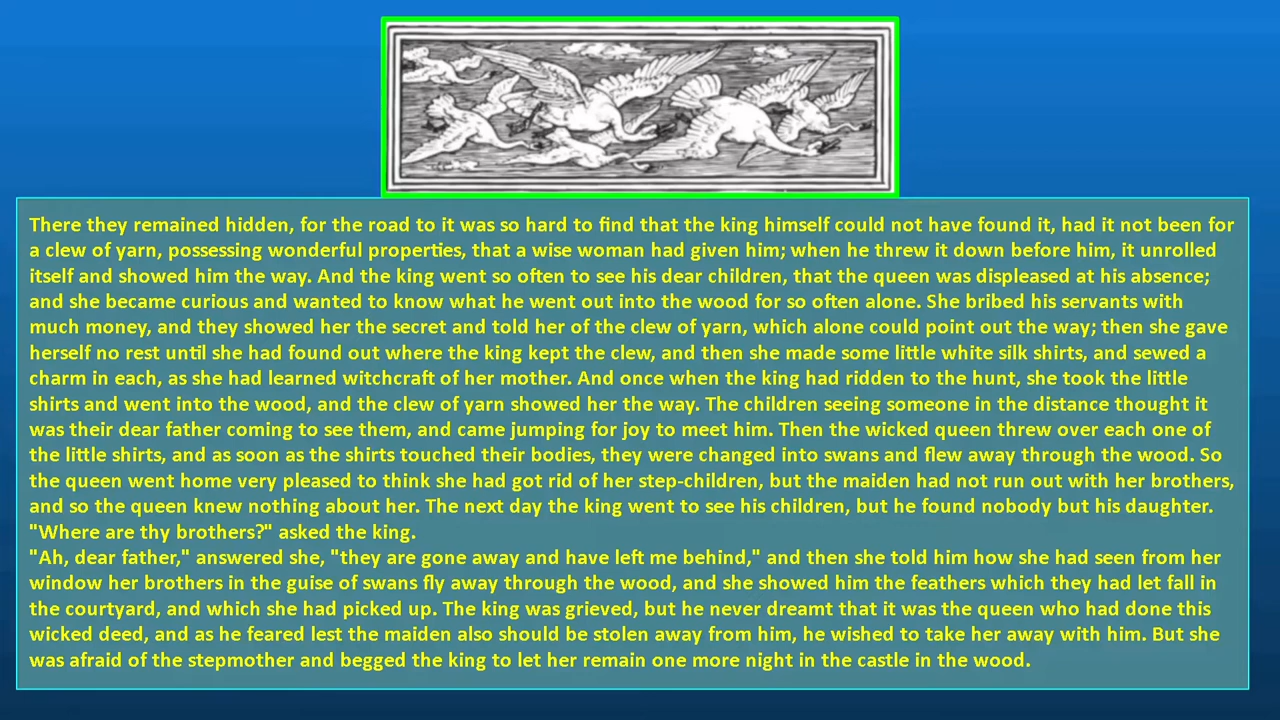 There they remained hidden, for the road to it was so hard to find that the king himself could not have found it, had it not been for
a clew of yarn, possessing wonderful properties, that a wise woman had given him; when he threw it down before him, it unrolled
itself and showed him the way. And the king went so often to see his dear children, that the queen was displeased at his absence;
and she became curious and wanted to know what he went out into the wood for so often alone. She bribed his servants with
much money, and they showed her the secret and told her of the clew of yarn, which alone could point out the way; then she gave
herself no rest until she had found out where the king kept the clew, and then she made some little white silk shirts, and sewed a
charm in each, as she had learned witchcraft of her mother. And once when the king had ridden to the hunt, she took the little
shirts and went into the wood, and the clew of yarn showed her the way. The children seeing someone in the distance thought it
was their dear father coming to see them, and came jumping for joy to meet him. Then the wicked queen threw over each one of
the little shirts, and as soon as the shirts touched their bodies, they were changed into swans and flew away through the wood. So
the queen went home very pleased to think she had got rid of her step-children, but the maiden had not run out with her brothers,
and so the queen knew nothing about her. The next day the king went to see his children, but he found nobody but his daughter.
"Where are thy brothers?" asked the king.
"Ah, dear father," answered she, "they are gone away and have left me behind," and then she told him how she had seen from her
window her brothers in the guise of swans fly away through the wood, and she showed him the feathers which they had let fall in
the courtyard, and which she had picked up. The king was grieved, but he never dreamt that it was the queen who had done this
wicked deed, and as he feared lest the maiden also should be stolen away from him, he wished to take her away with him. But she
was afraid of the stepmother and begged the king to let her remain one more night in the castle in the wood.